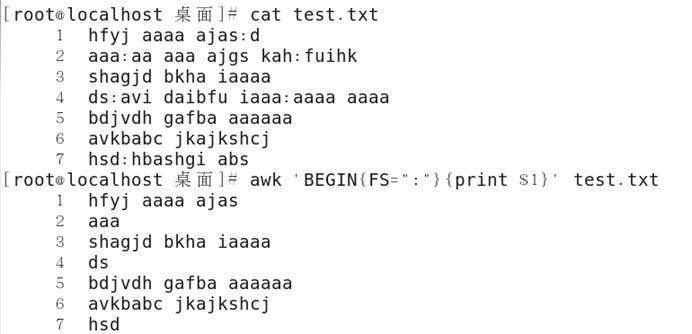 [root@localhost 桌面]# cat test.txt
1 hfyj aaaa ajas:d
2 aaa:aa aaa ajgs kah:fuihk
3 shagjd bkha iaaaa
4 ds:avi daibfu iaaa:aaaa aaaa
5 bdjvdh gafba aaaaaa
6 avkbabc jkajkshcj
7 hsd:hbashgi abs
[root@localhost 桌面]# awk 'BEGIN{FS=":"}{print $1}' test.txt
1 hfyj aaaa ajas
2 aaa
3 shagjd bkha iaaaa
4 ds
5 bdjvdh gafba aaaaaa
6 avkbabc jkajkshcj
7 hsd